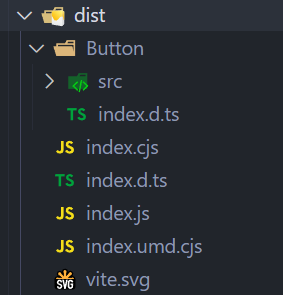 dist
Button
src
TS index.d.ts
JS index.cjs
TS index.d.ts
JS index.js
JS index.umd.cjs
SVG vite.svg